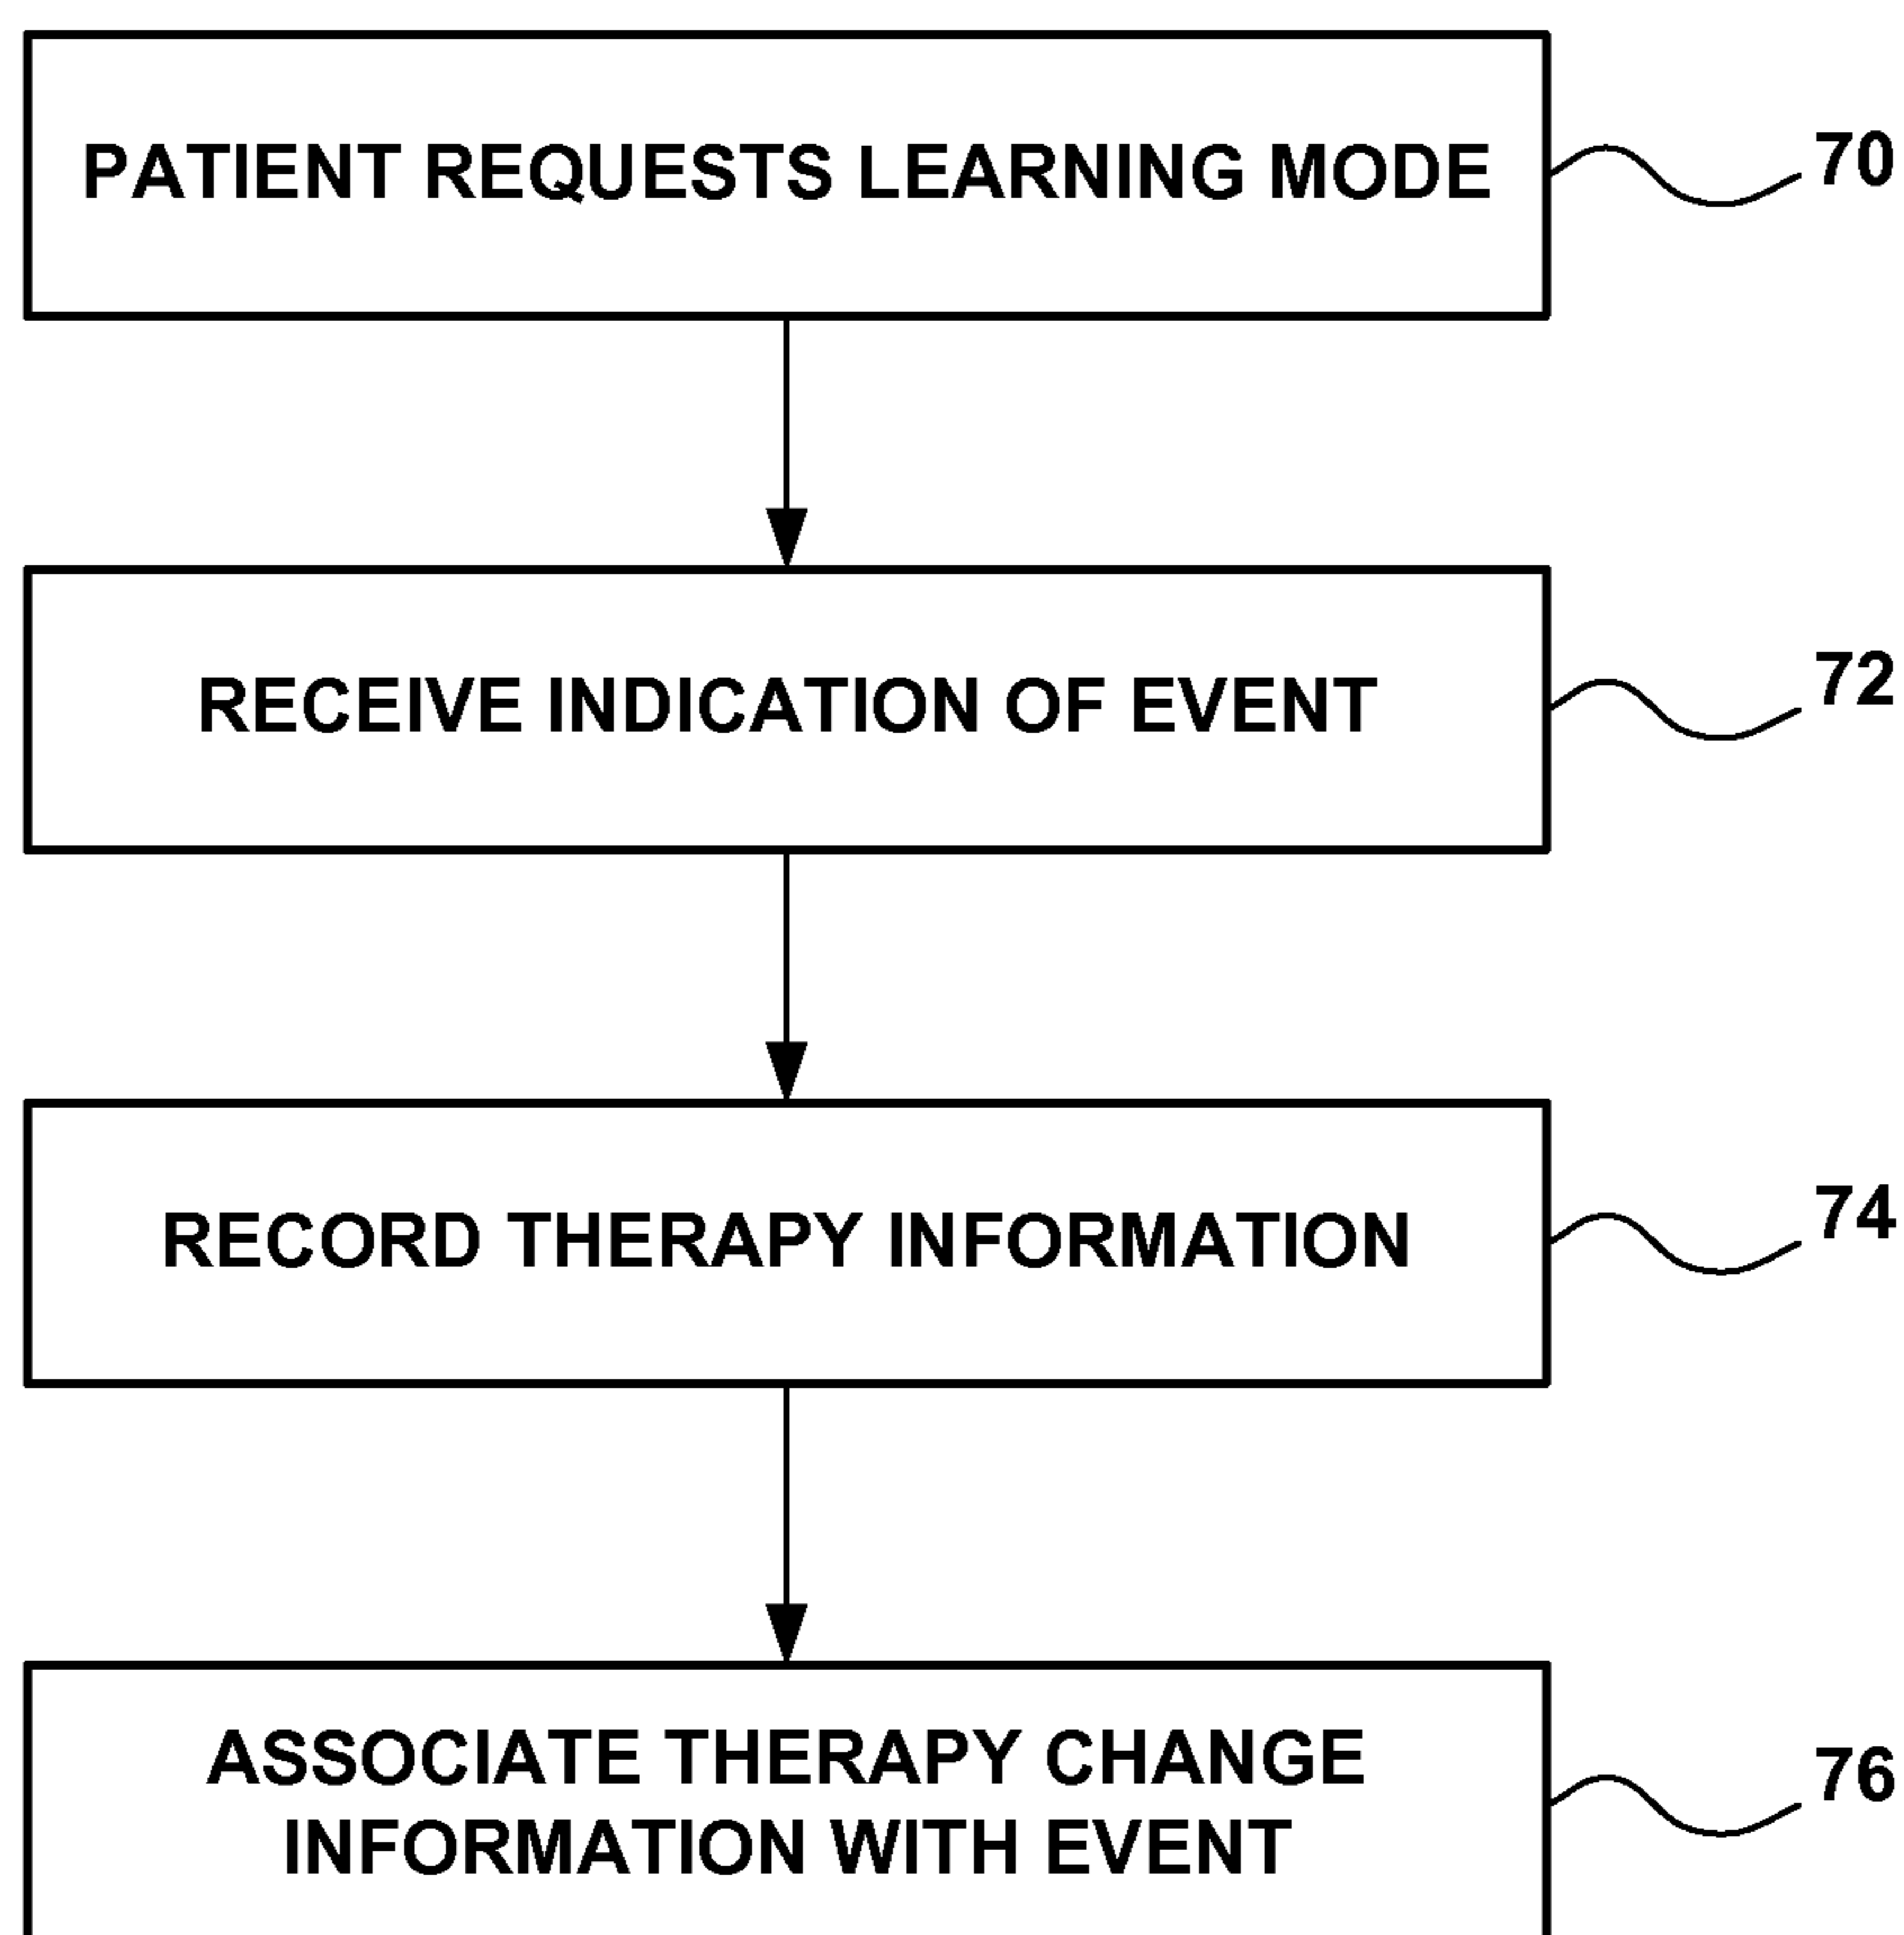 PATIENT REQUESTS LEARNING MODE
70
RECEIVE INDICATION OF EVENT
72
RECORD THERAPY INFORMATION
74
ASSOCIATE THERAPY CHANGE
INFORMATION WITH EVENT
76